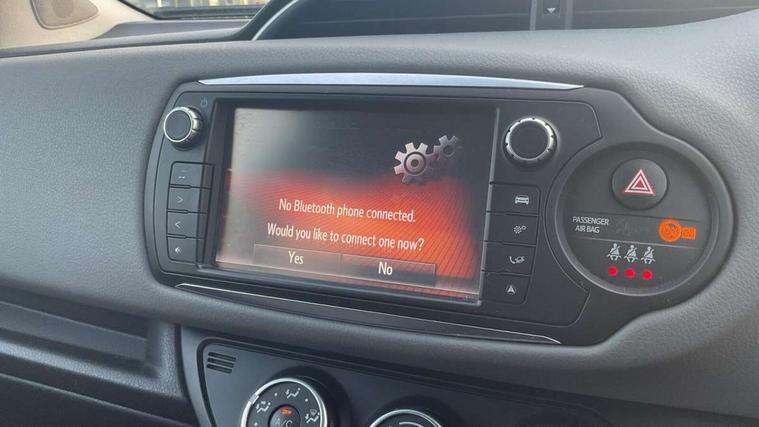 No Bluetooth phone connected.
Would you like to connect one now?
Yes
No
PASSENGER
AIR BAG
A/C